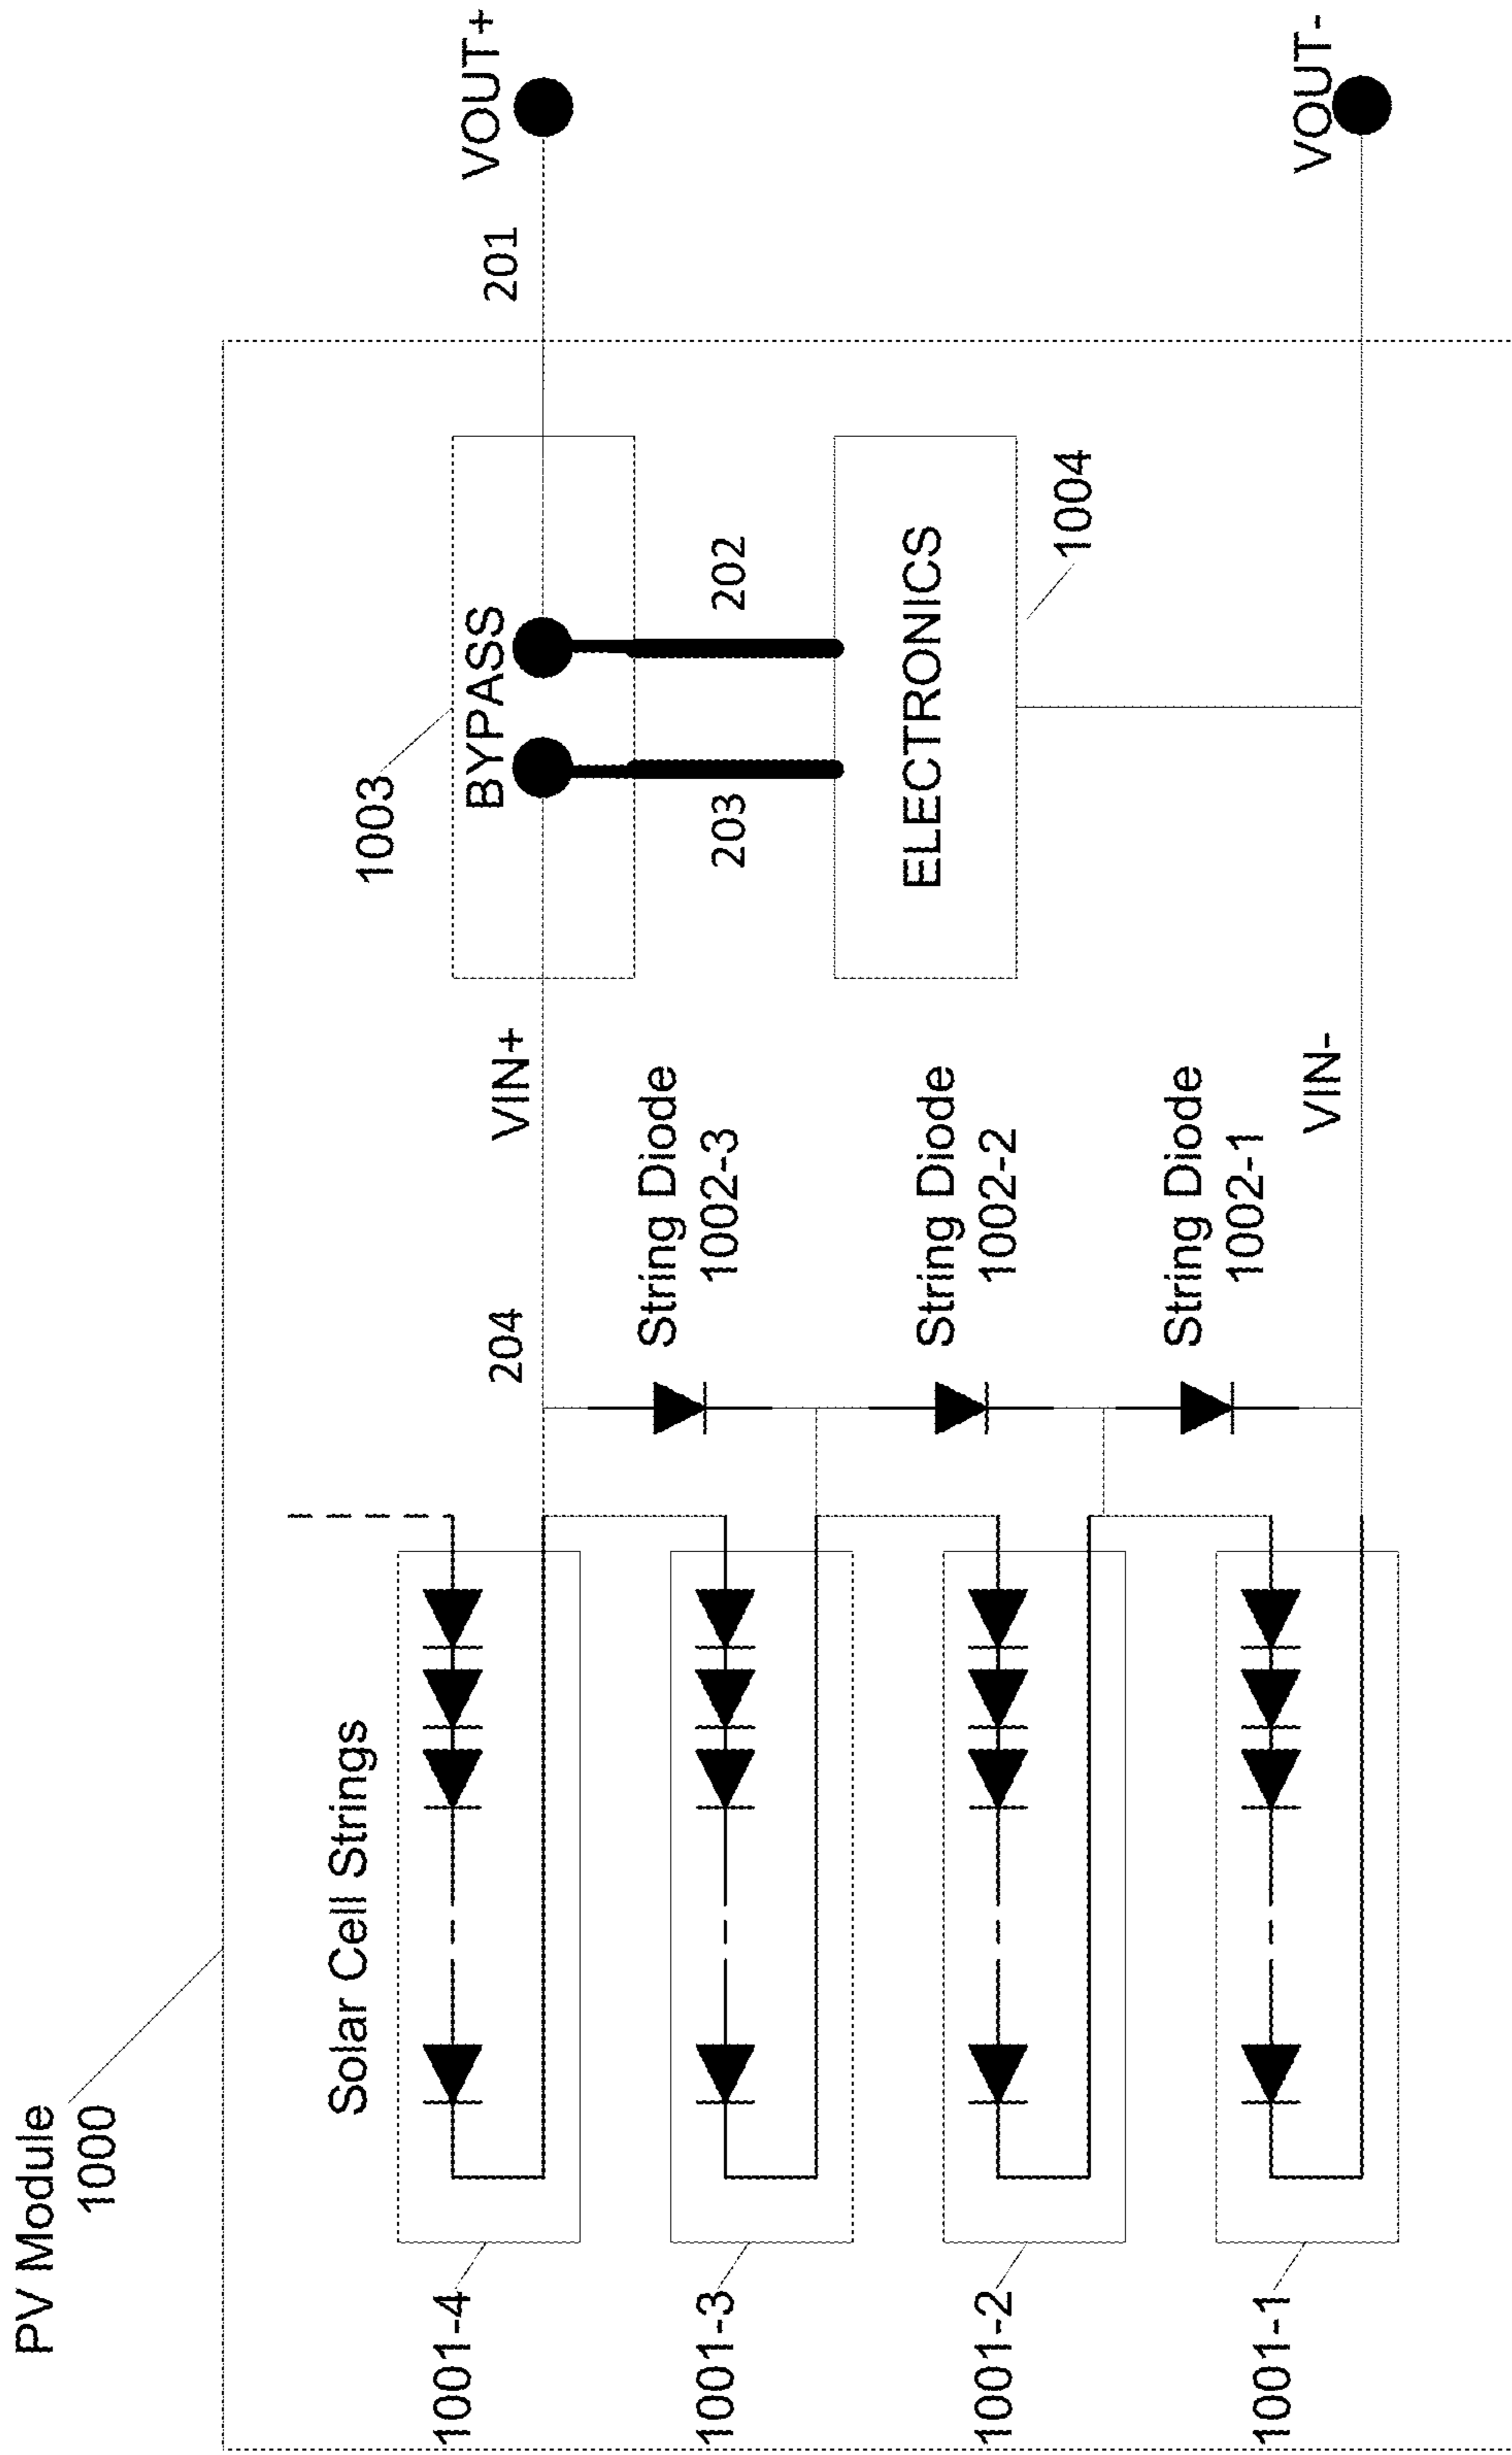 PV Module
1000
Solar Cell Strings
1001-4
1001-3
1001-2
1001-1
204
VIN+
String Diode
1002-3
String Diode
1002-2
String Diode
1002-1
VIN-
1003
BYPASS
203
202
ELECTRONICS
1004
201
VOUT+
VOUT-